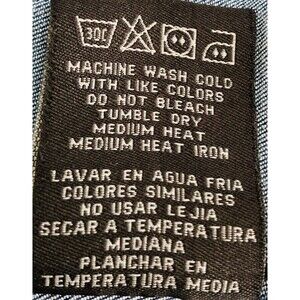 30C
MACHINE WASH COLD
WITH LIKE COLORS
DO NOT BLEACH
TUMBLE DRY
MEDIUM HEAT
MEDIUM HEAT IRON
LAVAR EN AGUA FRIA
COLORES SIMILARES
NO USAR LEJIA
SECAR A TEMPERATURA
MEDIANA
PLANCHAR EN
TEMPERATURA MEDIA